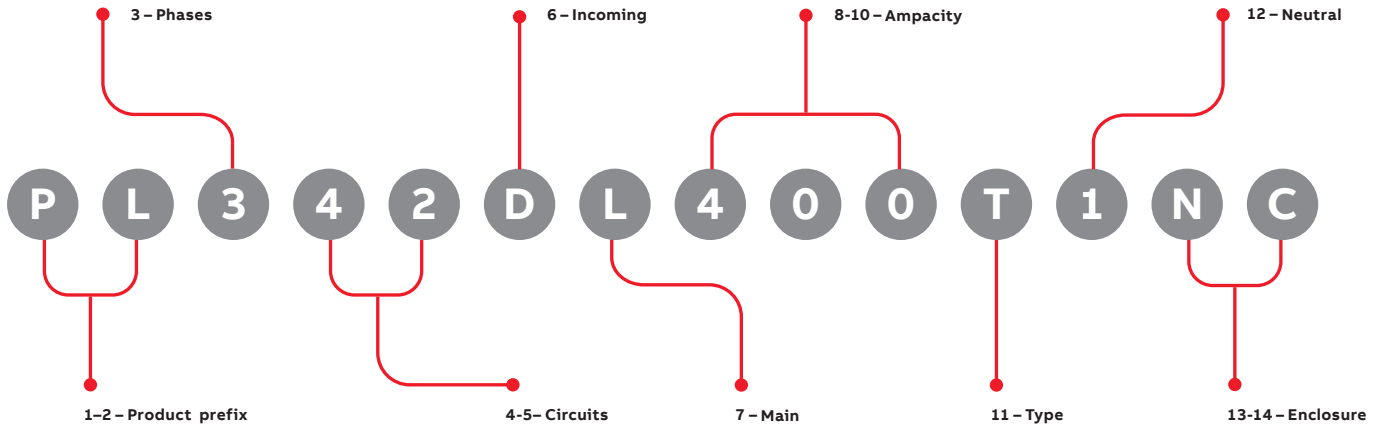 3 – Phases
6 – Incoming
8-10 – Ampacity
12 – Neutral
P L 3 4 2 D L 4 0 0 T 1 N C
1–2 – Product prefix
4-5– Circuits
7 – Main
11 – Type
13-14 – Enclosure